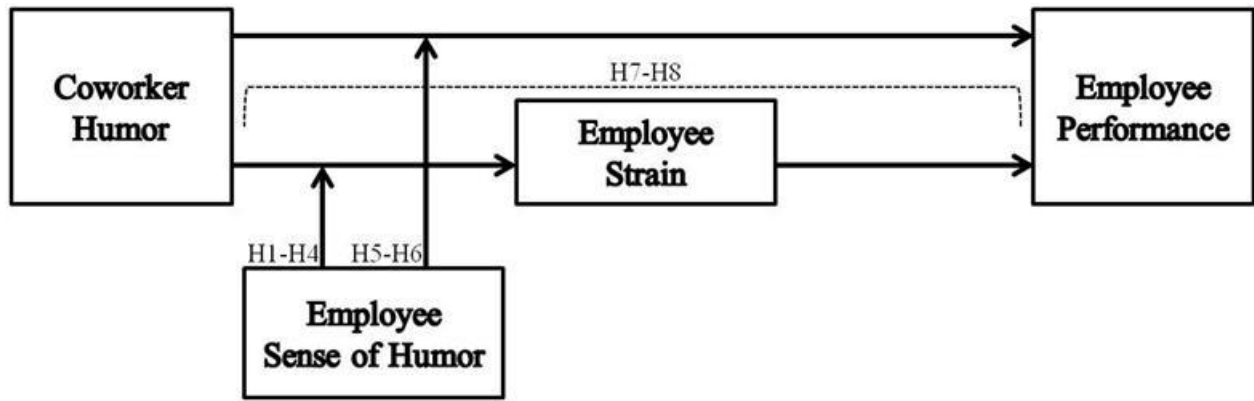 Coworker
Humor
H7-H8
Employee
Strain
Employee
Performance
H1-H4
H5-H6
Employee
Sense of Humor